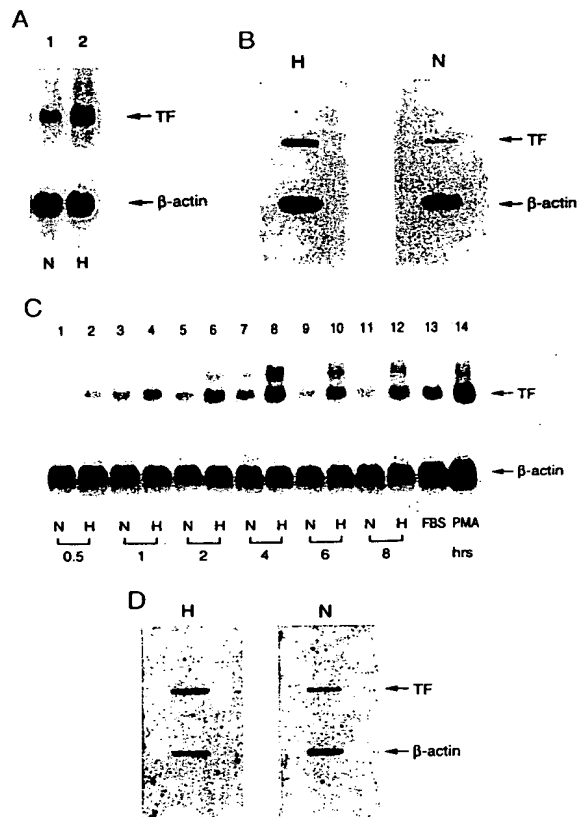 A
1 2
TF
β-actin
N H
B
H N
TF
β-actin
C
1 2 3 4 5 6 7 8 9 10 11 12 13 14
TF
β-actin
N H N H N H N H N H N H FBS PMA
0.5 1 2 4 6 8 hrs
D
H N
TF
β-actin